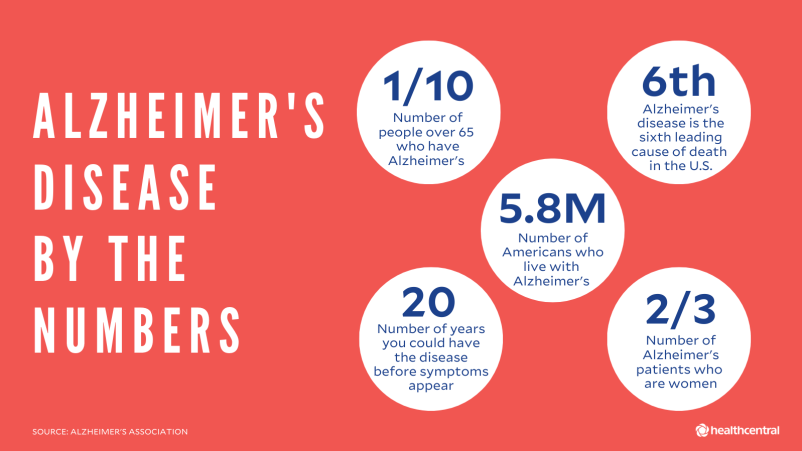 ALZHEIMER'S
DISEASE
BY THE
NUMBERS
1/10
Number of
people over 65
who have
Alzheimer's
6th
Alzheimer's
disease is the
sixth leading
cause of death
in the U.S.
5.8M
Number of
Americans who
live with
Alzheimer's
20
Number of years
you could have
the disease
before symptoms
appear
2/3
Number of
Alzheimer's
patients who
are women
SOURCE: ALZHEIMER'S ASSOCIATION
healthcentral